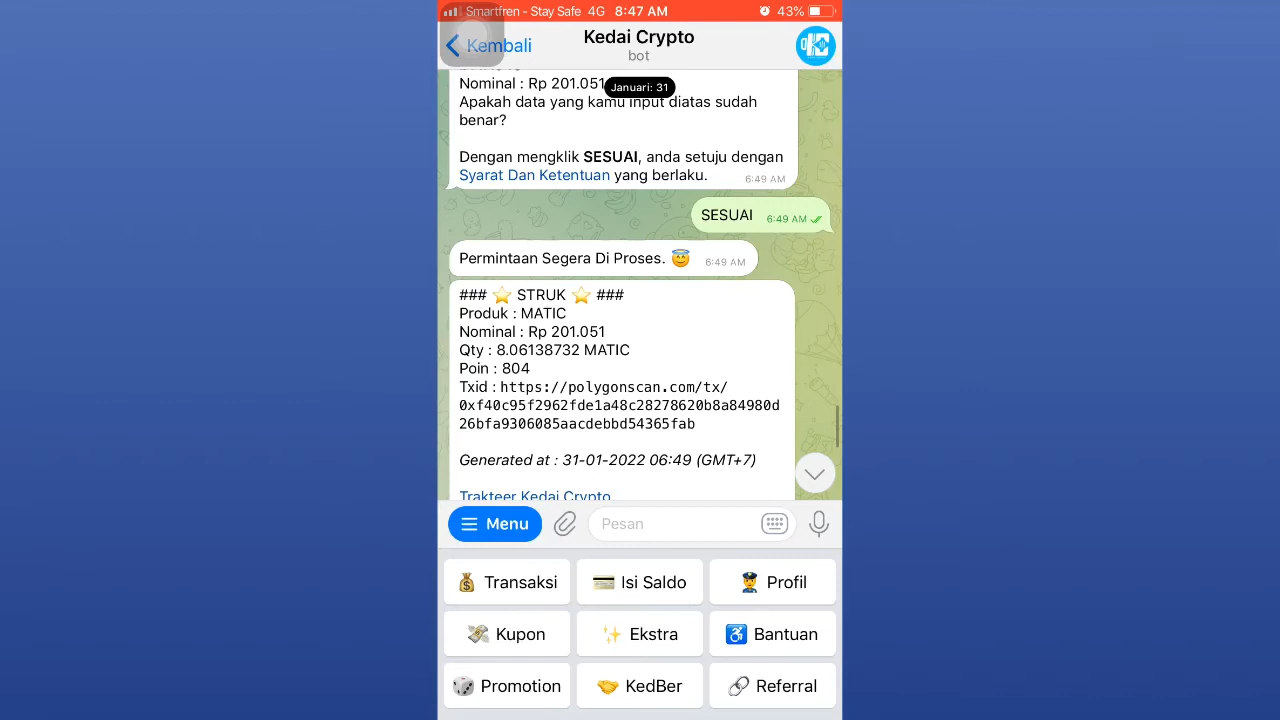 Smartfren - Stay Safe 4G 8:47 AM 43%
Kembali
Kedai Crypto
bot
Nominal : Rp 201.051
Januari: 31
Apakah data yang kamu input diatas sudah
benar?
Dengan mengklik SESUAI, anda setuju dengan
Syarat Dan Ketentuan yang berlaku.
6:49 AM
SESUAI 6:49 AM
Permintaan Segera Di Proses. 😇 6:49 AM
### ⭐ STRUK ⭐ ###
Produk : MATIC
Nominal : Rp 201.051
Qty : 8.06138732 MATIC
Poin : 804
Txid : https://polygonscan.com/tx/
0xf40c95f2962fde1a48c28278620b8a84980d
26bfa9306085aacdebbd54365fab
Generated at : 31-01-2022 06:49 (GMT+7)
Trakteer Kedai Crypto
Menu
Pesan
Transaksi
Isi Saldo
Profil
Kupon
Ekstra
Bantuan
Promotion
KedBer
Referral